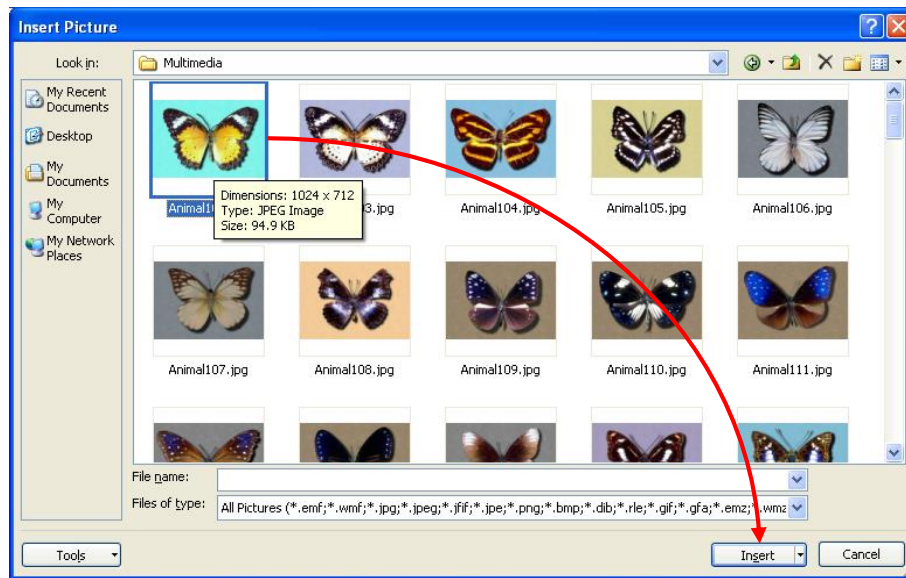 Insert Picture
Look in:
Multimedia
My Recent
Documents
Desktop
My
Documents
My
Computer
My Network
Places
Dimensions: 1024 x 712
Type: JPEG Image
Size: 94.9 KB
Animal104.jpg
Animal105.jpg
Animal106.jpg
Animal107.jpg
Animal108.jpg
Animal109.jpg
Animal110.jpg
Animal111.jpg
File name:
Files of type:
All Pictures (*.emf;*.wmf;*.jpg;*.jpeg;*.jfif;*.jpe;*.png;*.bmp;*.dib;*.rle;*.gif;*.gfa;*.emz;*.wmz
Tools
Insert
Cancel